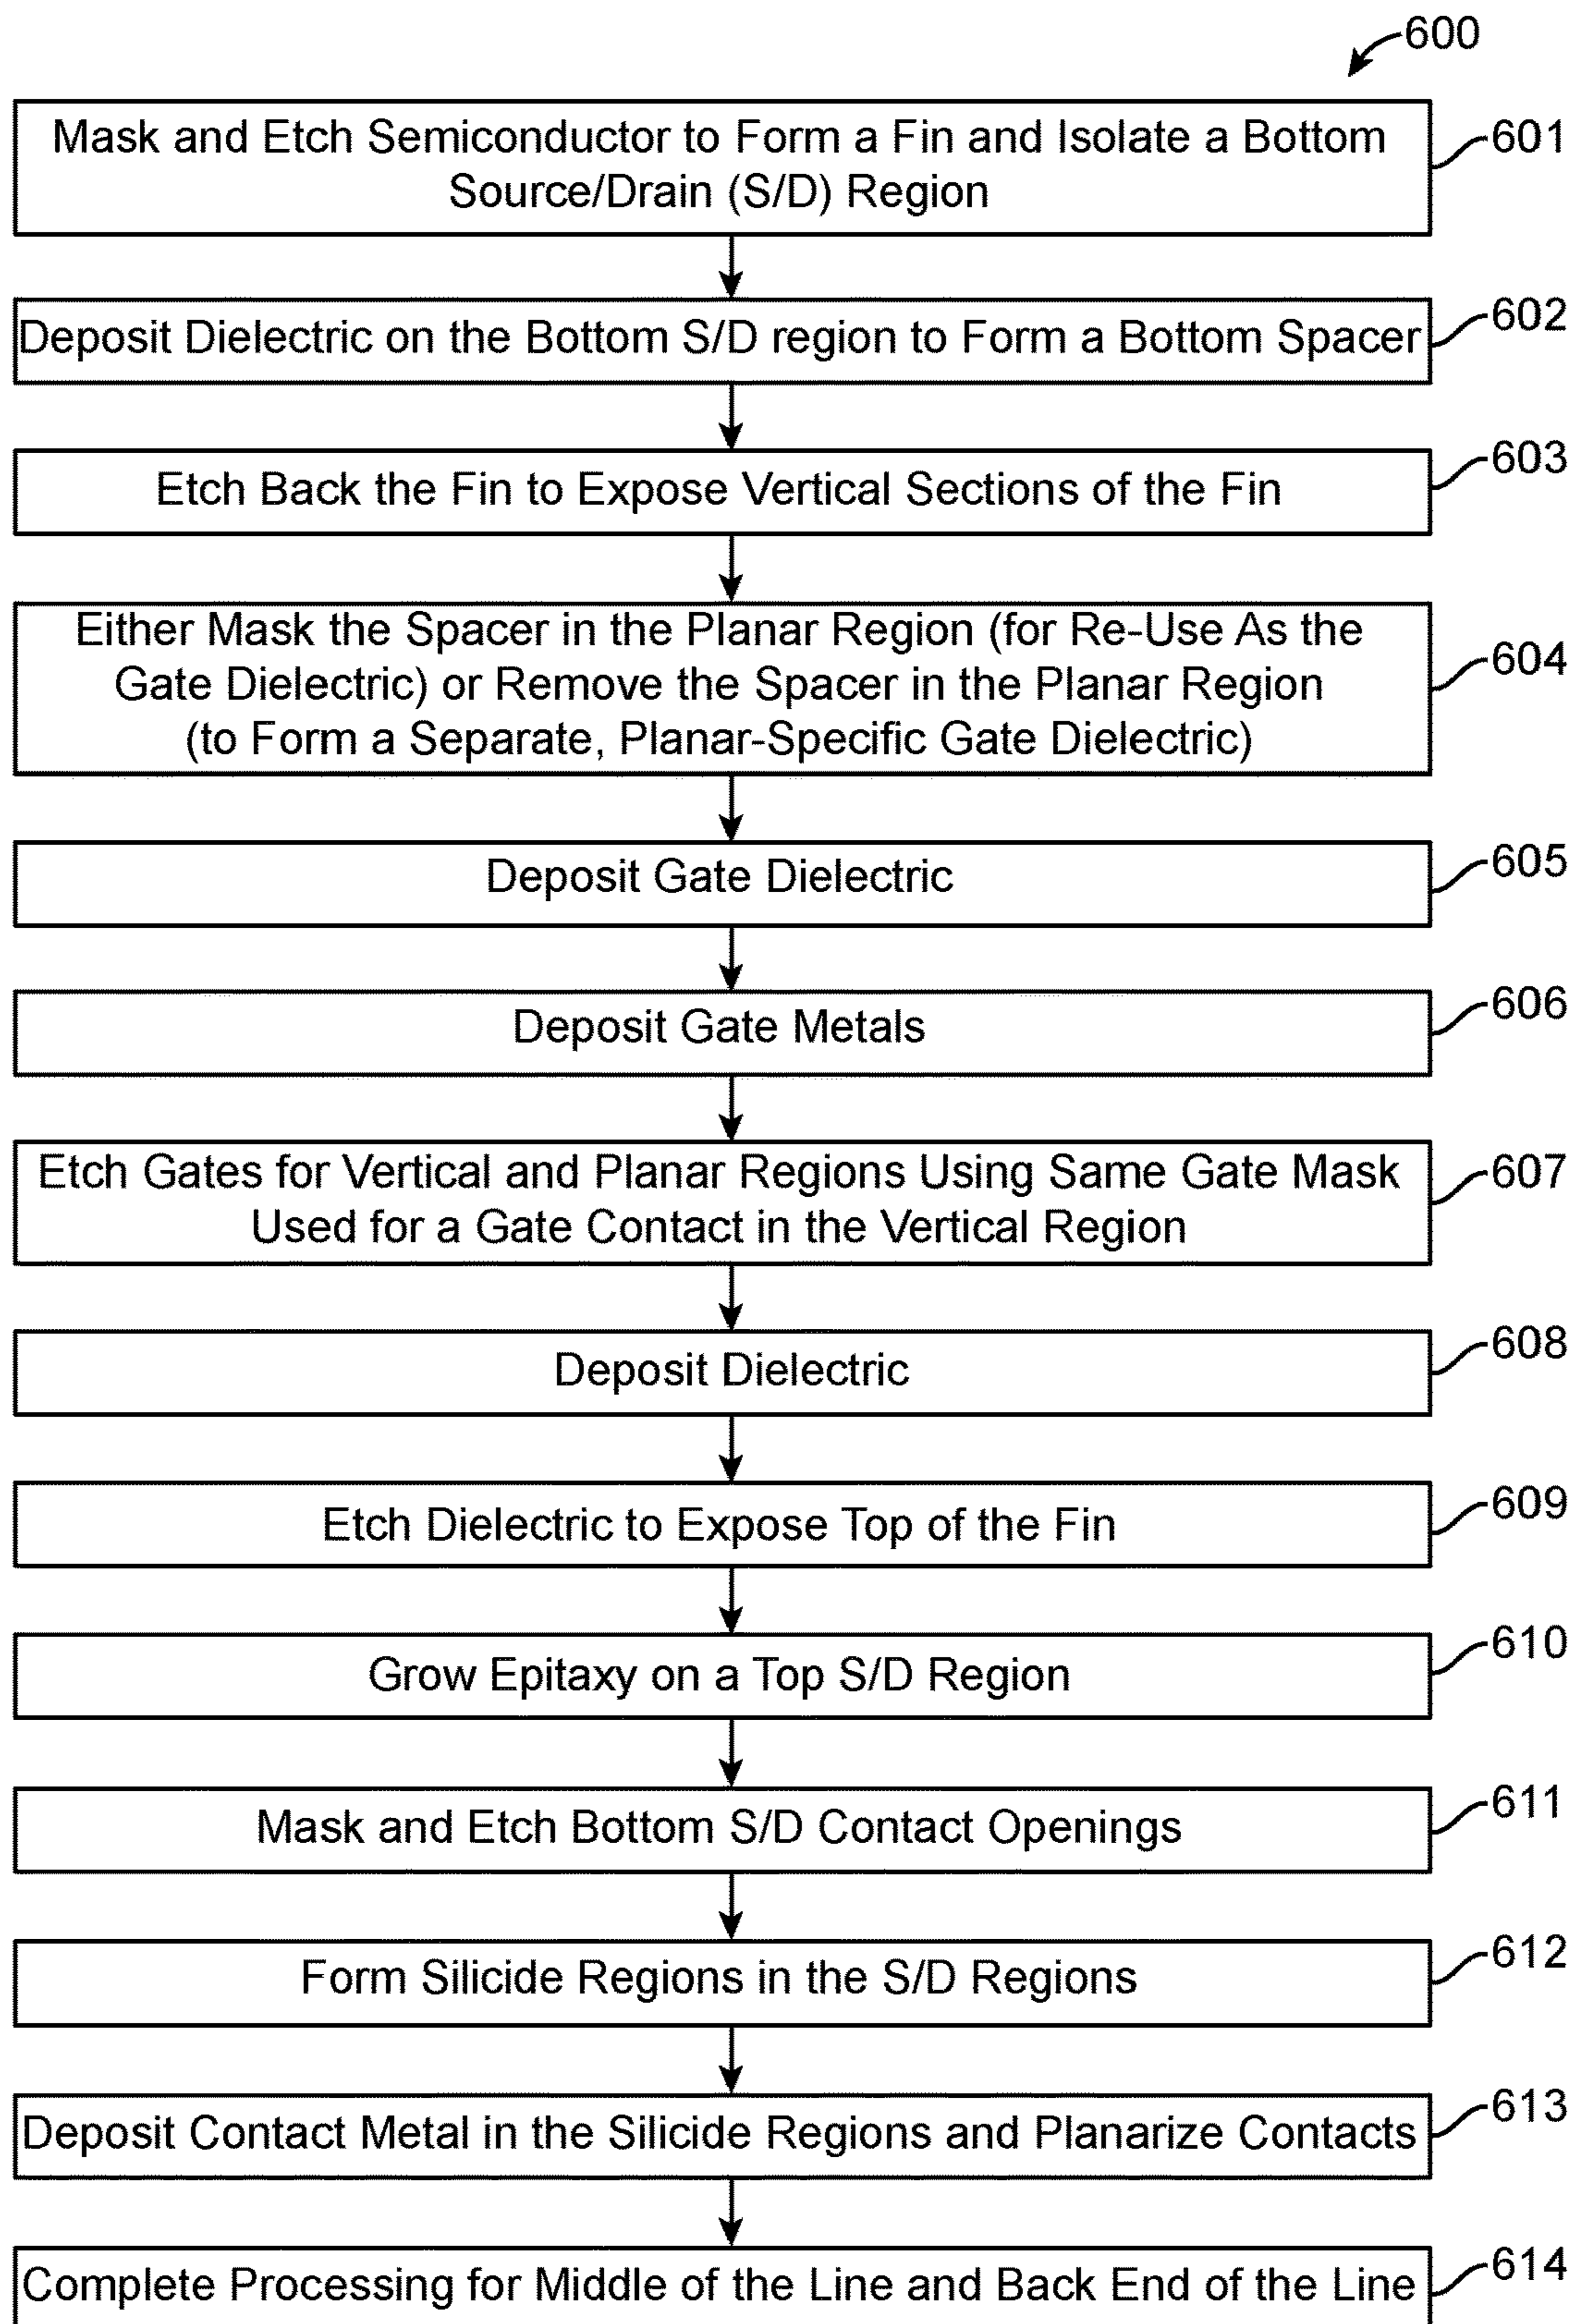 600
Mask and Etch Semiconductor to Form a Fin and Isolate a Bottom
Source/Drain (S/D) Region
601
Deposit Dielectric on the Bottom S/D region to Form a Bottom Spacer
602
Etch Back the Fin to Expose Vertical Sections of the Fin
603
Either Mask the Spacer in the Planar Region (for Re-Use As the
Gate Dielectric) or Remove the Spacer in the Planar Region
(to Form a Separate, Planar-Specific Gate Dielectric)
604
Deposit Gate Dielectric
605
Deposit Gate Metals
606
Etch Gates for Vertical and Planar Regions Using Same Gate Mask
Used for a Gate Contact in the Vertical Region
607
Deposit Dielectric
608
Etch Dielectric to Expose Top of the Fin
609
Grow Epitaxy on a Top S/D Region
610
Mask and Etch Bottom S/D Contact Openings
611
Form Silicide Regions in the S/D Regions
612
Deposit Contact Metal in the Silicide Regions and Planarize Contacts
613
Complete Processing for Middle of the Line and Back End of the Line
614